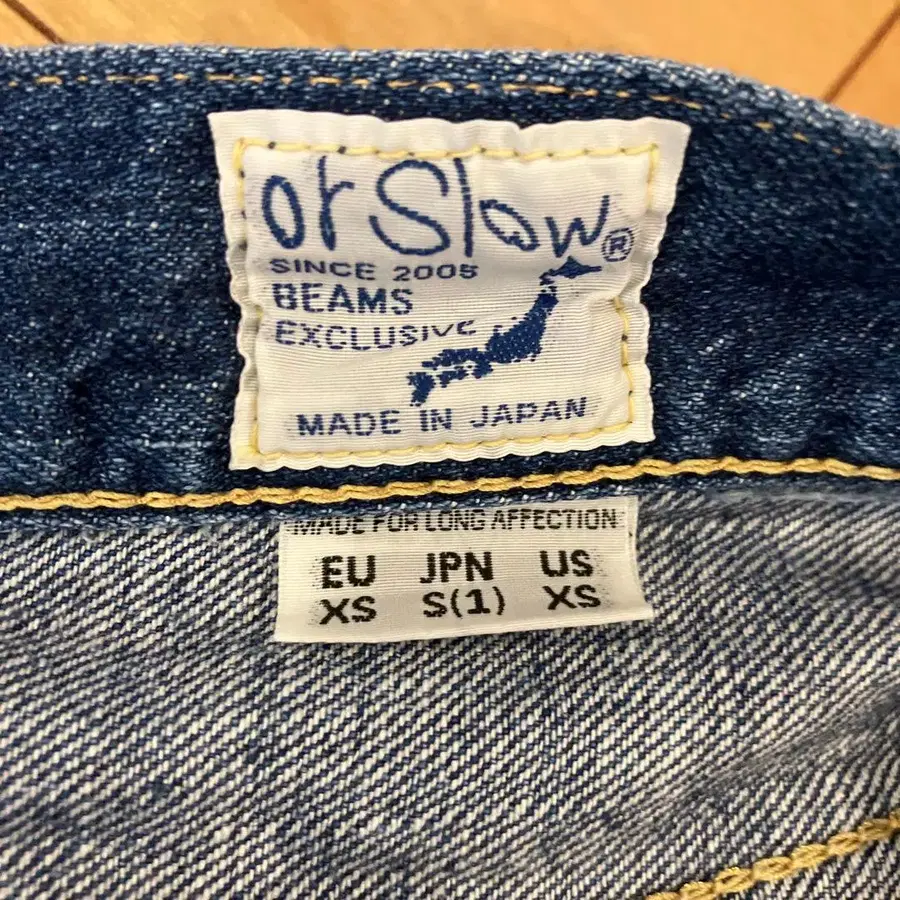 orSlow®
SINCE 2005
BEAMS
EXCLUSIVE
MADE IN JAPAN
MADE FOR LONG AFFECTION
EU JPN US
XS S(1) XS